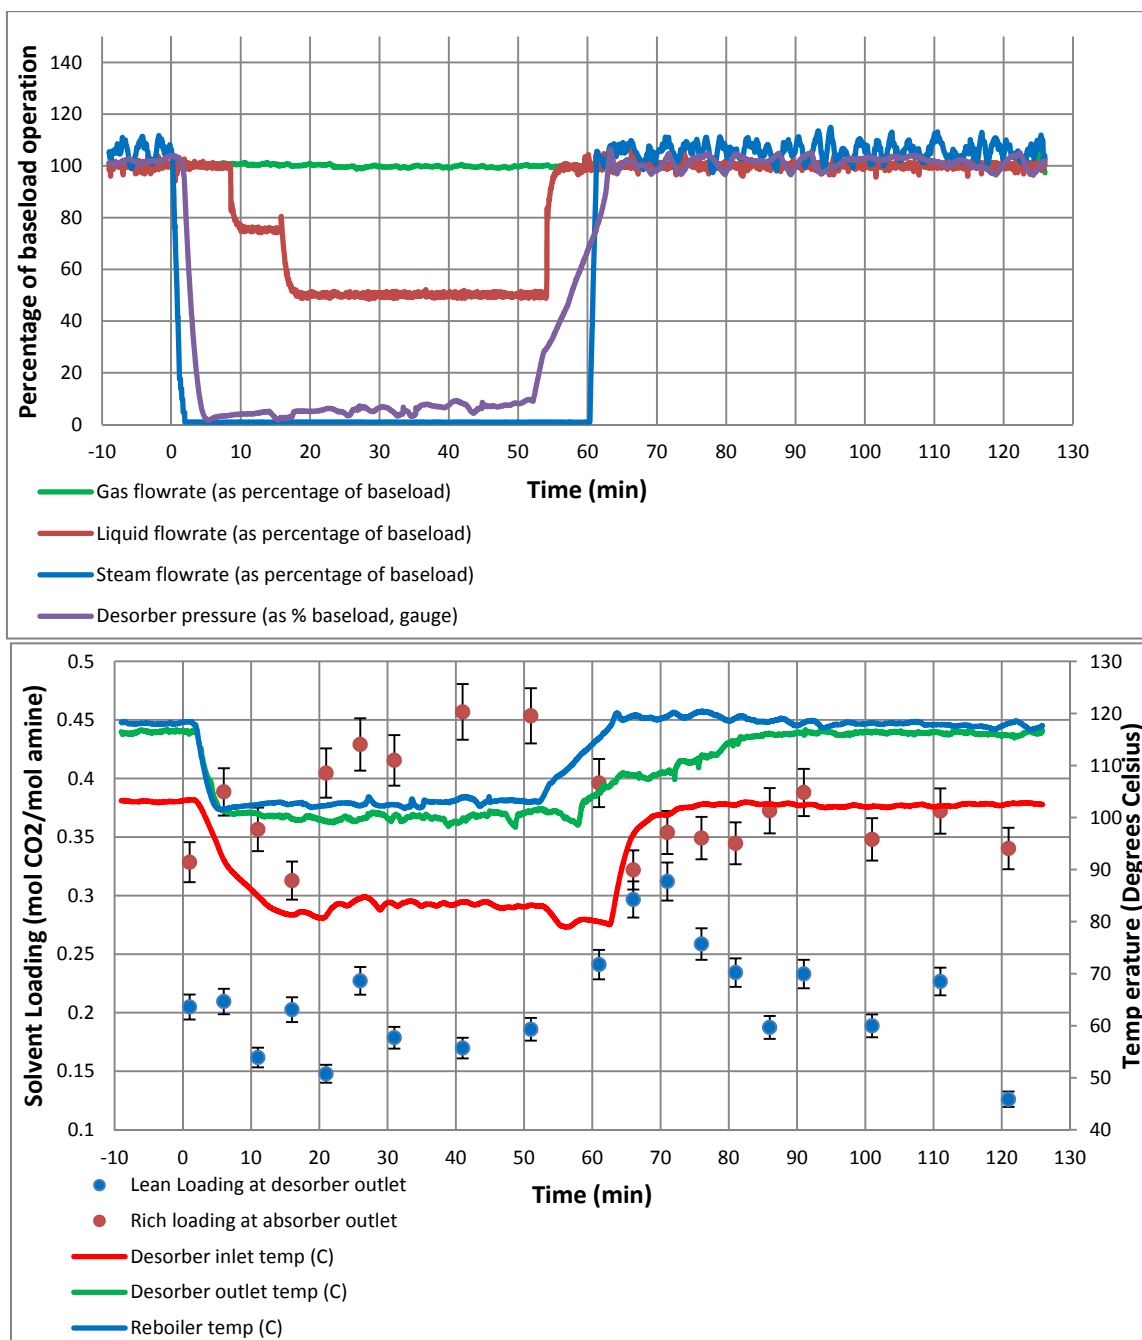 140
120
100
80
60
40
20
0
Percentage of baseload operation
-10 0 10 20 30 40 50 60 70 80 90 100 110 120 130
Time (min)
Gas flowrate (as percentage of baseload)
Liquid flowrate (as percentage of baseload)
Steam flowrate (as percentage of baseload)
Desorber pressure (as % baseload, gauge)
0.5
0.45
0.4
0.35
0.3
0.25
0.2
0.15
0.1
Solvent Loading (mol CO2/mol amine)
130
120
110
100
90
80
70
60
50
40
Temp erature (Degrees Celsius)
-10 0 10 20 30 40 50 60 70 80 90 100 110 120 130
Time (min)
Lean Loading at desorber outlet
Rich loading at absorber outlet
Desorber inlet temp (C)
Desorber outlet temp (C)
Reboiler temp (C)